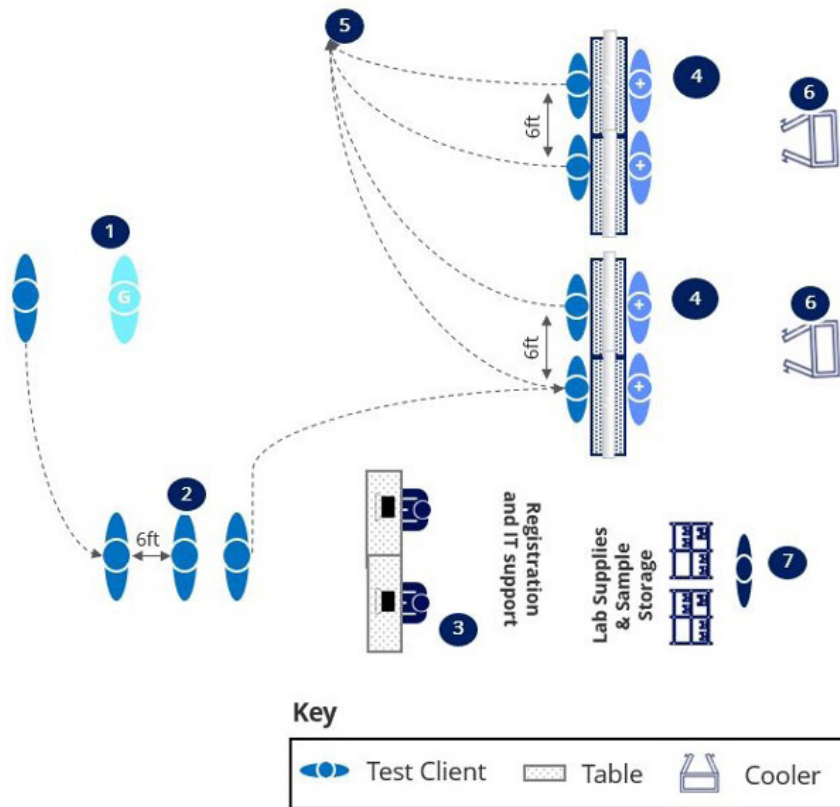 5
4
6
6ft
1
G
4
6
6ft
2
6ft
Registration
and IT support
Lab Supplies
& Sample
Storage
7
3
Key
Test Client
Table
Cooler